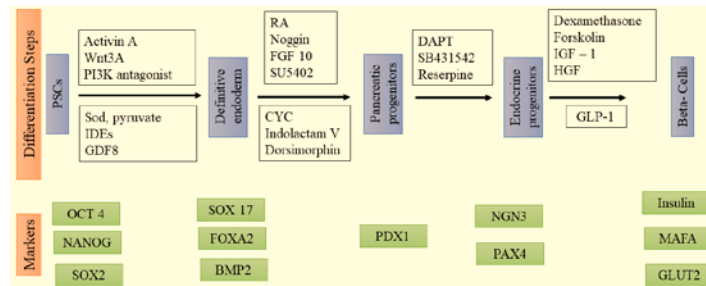 Differentiation Steps
PSCs
Activin A
Wnt3A
PI3K antagonist
Sod, pyruvate
IDEs
GDF8
Definitive
endoderm
RA
Noggin
FGF 10
SU5402
CYC
Indolactam V
Dorsimorphin
Pancreatic
progenitors
DAPT
SB431542
Reserpine
Endocrine
progenitors
Dexamethasone
Forskolin
IGF – 1
HGF
GLP-1
Beta- Cells
Markers
OCT 4
NANOG
SOX2
SOX 17
FOXA2
BMP2
PDX1
NGN3
PAX4
Insulin
MAFA
GLUT2